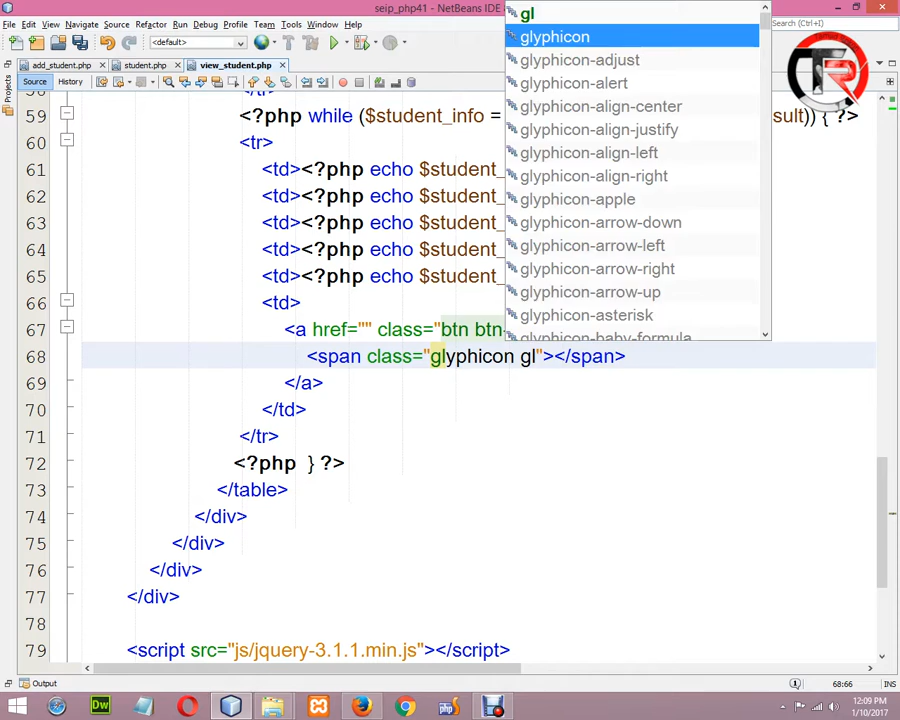 seip_php41 - NetBeans IDE
File Edit View Navigate Source Refactor Run Debug Profile Team Tools Window Help
Search (Ctrl+I)
<default>
add_student.php student.php view_student.php
Source History
Projects
gl
glyphicon
glyphicon-adjust
glyphicon-alert
glyphicon-align-center
glyphicon-align-justify
glyphicon-align-left
glyphicon-align-right
glyphicon-apple
glyphicon-arrow-down
glyphicon-arrow-left
glyphicon-arrow-right
glyphicon-arrow-up
glyphicon-asterisk
glyphicon-baby-formula
59 <?php while ($student_info = sult)) { ?>
60 <tr>
61 <td><?php echo $student_
62 <td><?php echo $student_
63 <td><?php echo $student_
64 <td><?php echo $student_
65 <td><?php echo $student_
66 <td>
67 <a href="" class="btn btn-
68 <span class="glyphicon gl"></span>
69 </a>
70 </td>
71 </tr>
72 <?php } ?>
73 </table>
74 </div>
75 </div>
76 </div>
77 </div>
78
79 <script src="js/jquery-3.1.1.min.js"></script>
Output
68:66 INS
Dw
12:09 PM
1/10/2017